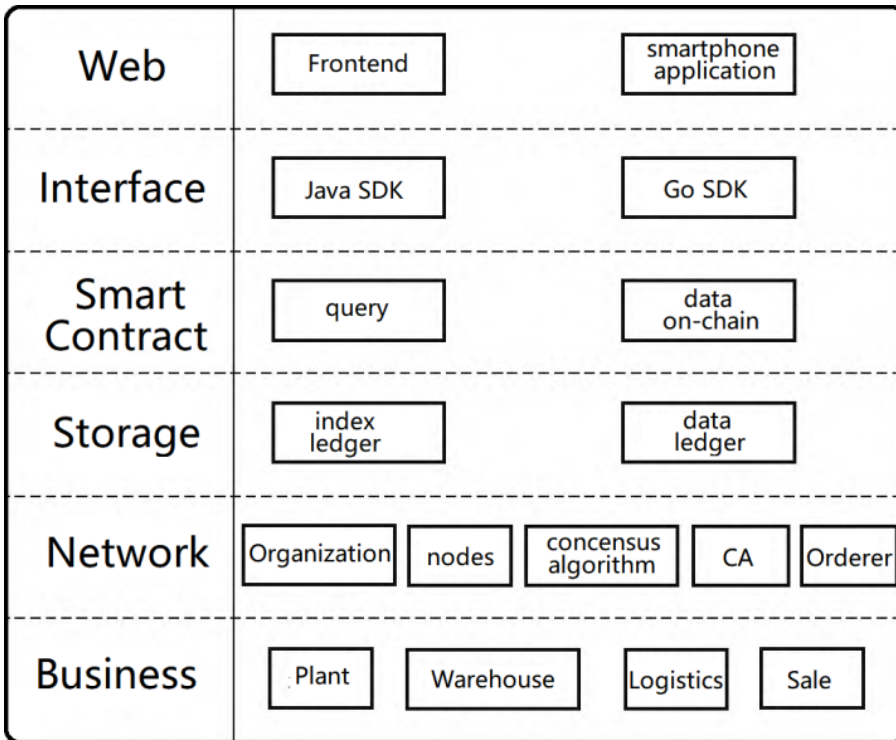 Web
Frontend
smartphone
application
Interface
Java SDK
Go SDK
Smart
Contract
query
data
on-chain
Storage
index
ledger
data
ledger
Network
Organization
nodes
concensus
algorithm
CA
Orderer
Business
Plant
Warehouse
Logistics
Sale